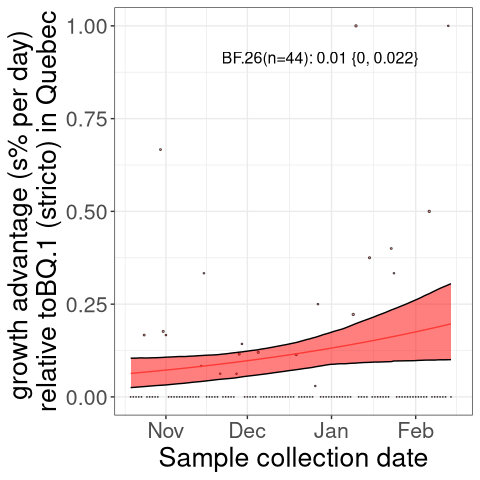 growth advantage (s% per day)
relative toBQ.1 (stricto) in Quebec
BF.26(n=44): 0.01 {0, 0.022}
1.00
0.75
0.50
0.25
0.00
Nov Dec Jan Feb
Sample collection date